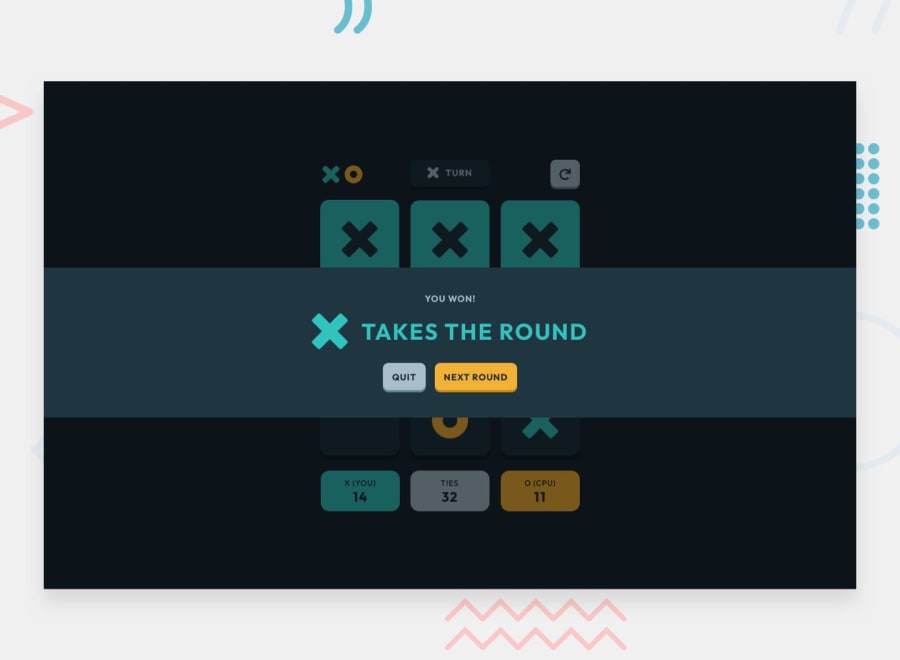 TURN
YOU WON!
TAKES THE ROUND
QUIT
NEXT ROUND
X (YOU)
14
TIES
32
O (CPU)
11